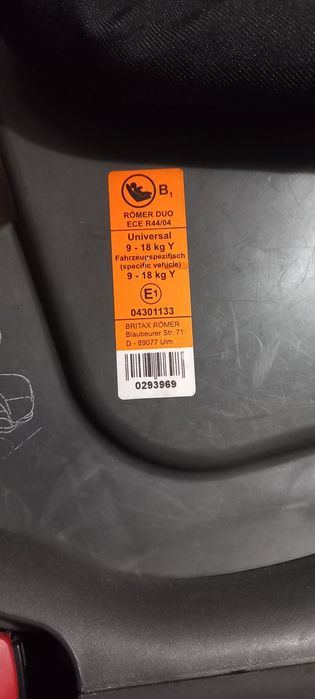 B1
RÖMER DUO
ECE R44/04
Universal
9 - 18 kg Y
Fahrzeugspezifisch
(specific vehicle)
9 - 18 kg Y
E1
04301133
BRITAX RÖMER
Blaubeurer Str. 71
D - 89077 Ulm
0293969